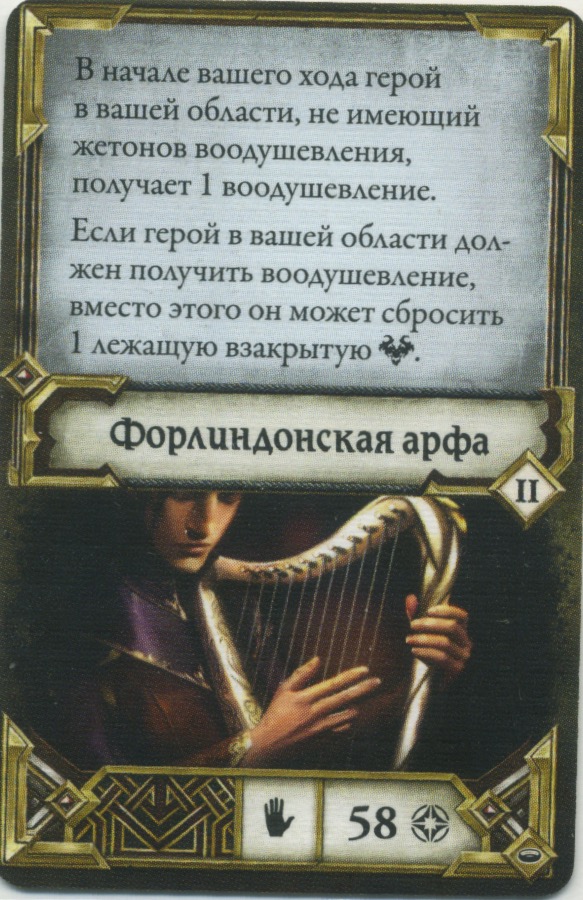 В начале вашего хода герой
в вашей области, не имеющий
жетонов воодушевления,
получает 1 воодушевление.
Если герой в вашей области дол-
жен получить воодушевление,
вместо этого он может сбросить
1 лежащую взакрытую .
Форлиндонская арфа
II
58